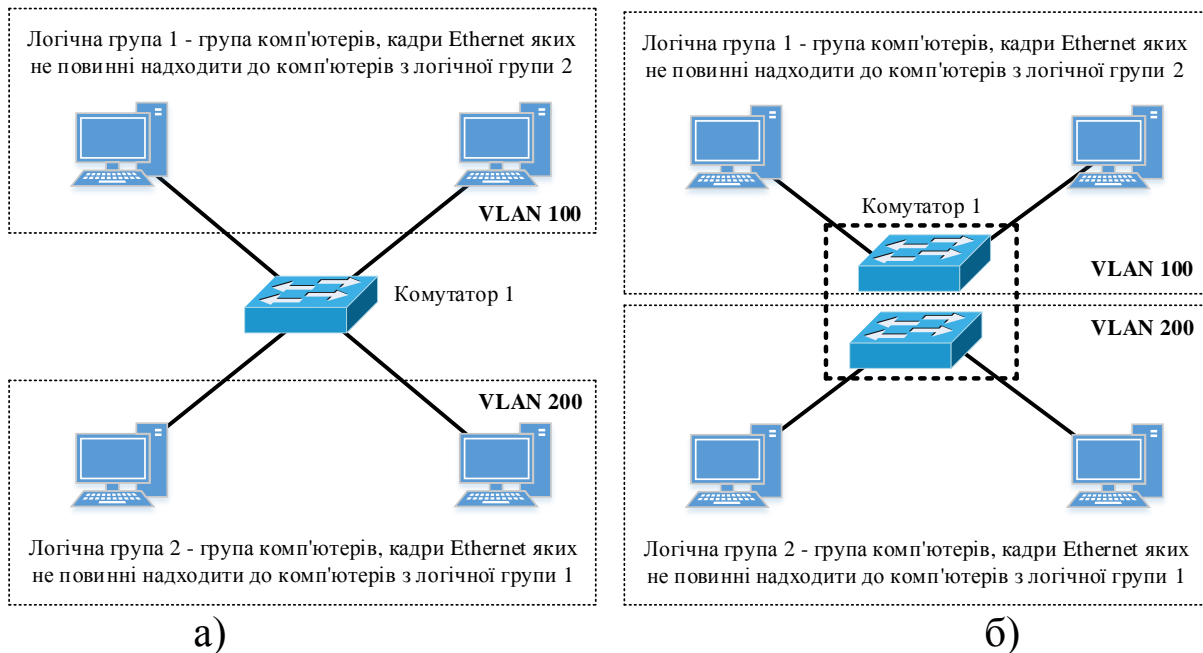 Логічна група 1 - група комп'ютерів, кадри Ethernet яких
не повинні надходити до комп'ютерів з логічної групи 2
VLAN 100
Комутатор 1
VLAN 200
Логічна група 2 - група комп'ютерів, кадри Ethernet яких
не повинні надходити до комп'ютерів з логічної групи 1
а)
Логічна група 1 - група комп'ютерів, кадри Ethernet яких
не повинні надходити до комп'ютерів з логічної групи 2
Комутатор 1
VLAN 100
VLAN 200
Логічна група 2 - група комп'ютерів, кадри Ethernet яких
не повинні надходити до комп'ютерів з логічної групи 1
б)